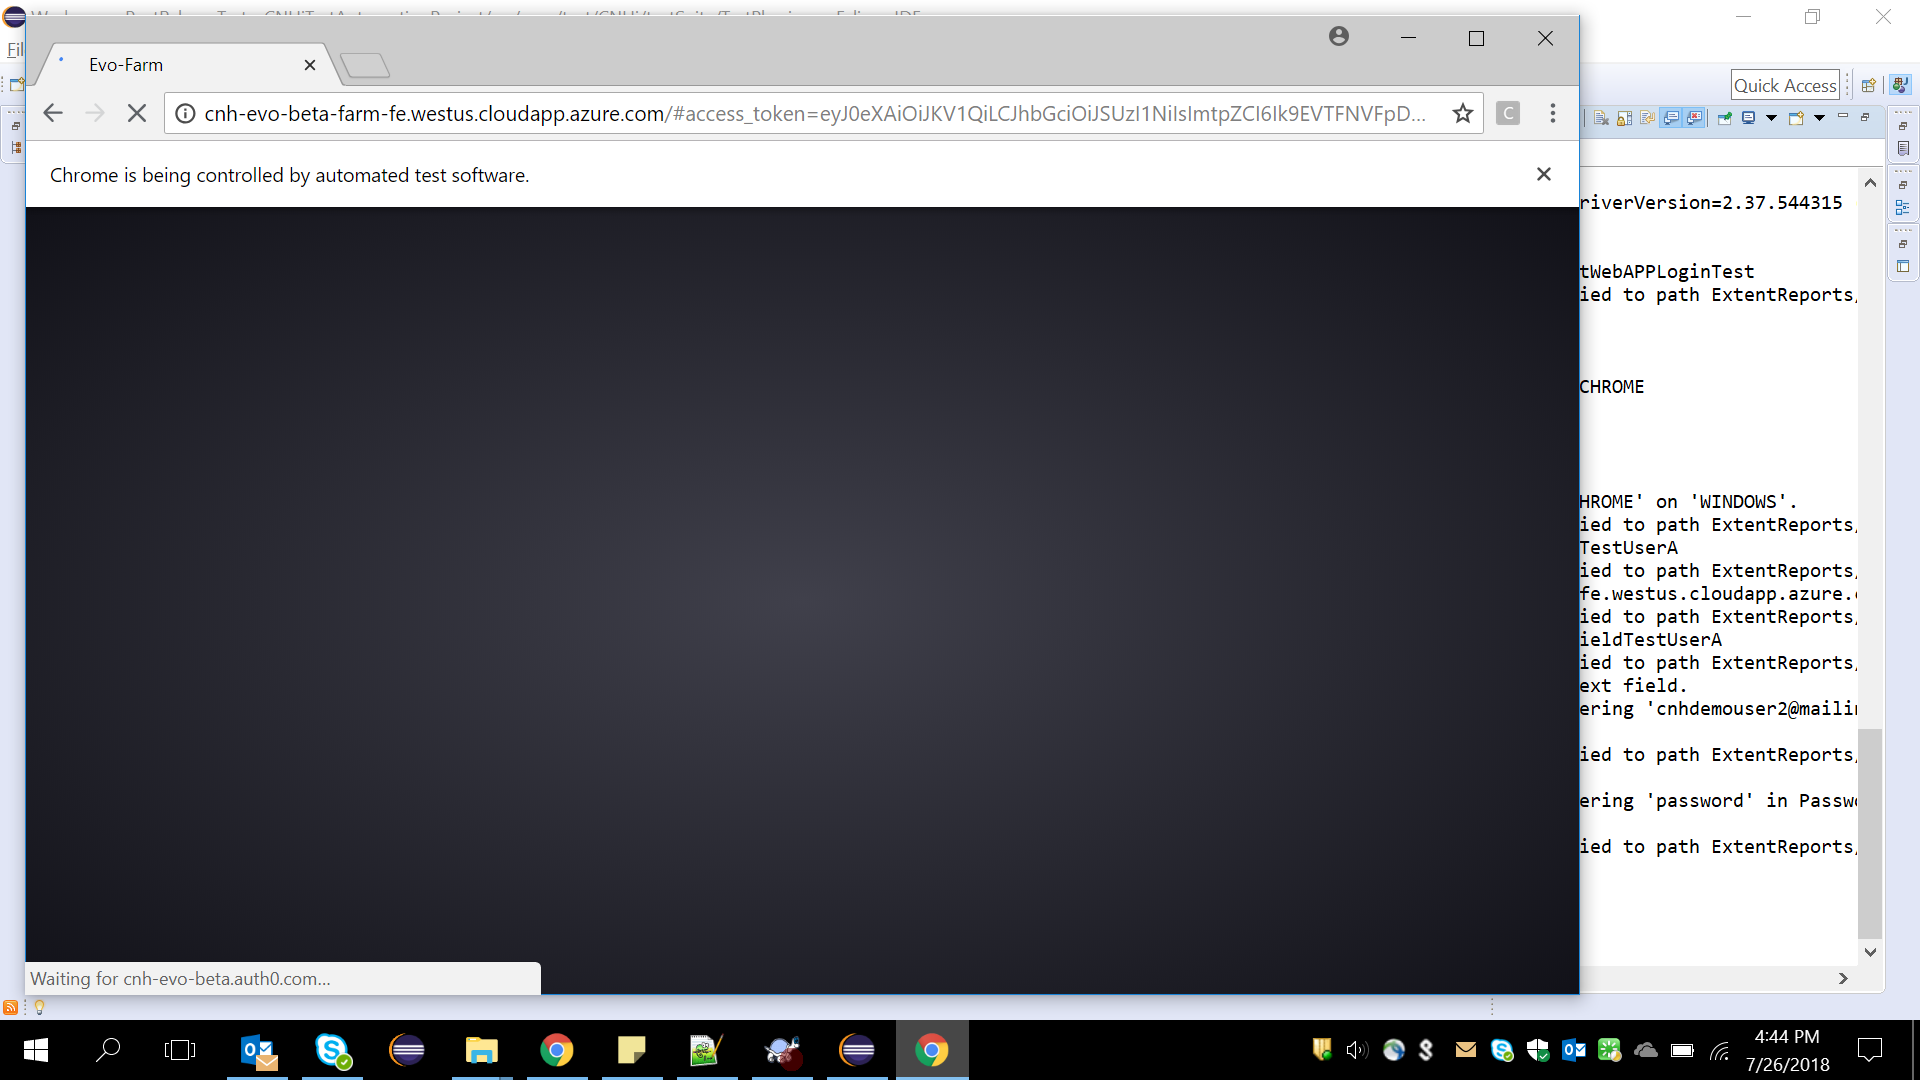 Evo-Farm
Fil
Quick Access
cnh-evo-beta-farm-fe.westus.cloudapp.azure.com/#access_token=eyJ0eXAiOiJKV1QiLCJhbGciOiJSUzI1NiIsImtpZCI6Ik9EVTFNVFpD...
C
Chrome is being controlled by automated test software.
riverVersion=2.37.544315
tWebAPPLoginTest
ied to path ExtentReports/
CHROME
HROME' on 'WINDOWS'.
ied to path ExtentReports/
TestUserA
ied to path ExtentReports/
fe.westus.cloudapp.azure.
ied to path ExtentReports/
ieldTestUserA
ied to path ExtentReports/
ext field.
ering 'cnhdemouser2@mailin
ied to path ExtentReports/
ering 'password' in Passwo
ied to path ExtentReports/
Waiting for cnh-evo-beta.auth0.com...
4:44 PM
7/26/2018